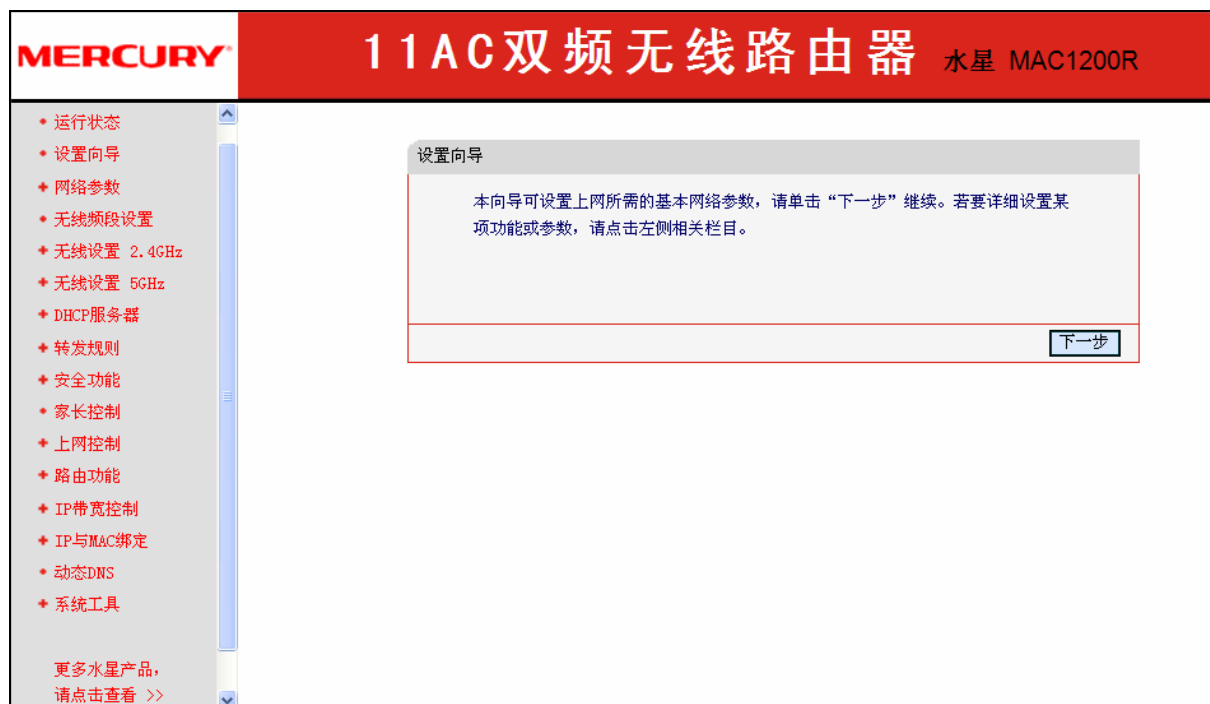 MERCURY
11AC双频无线路由器 水星 MAC1200R
运行状态
设置向导
网络参数
无线频段设置
无线设置 2.4GHz
无线设置 5GHz
DHCP服务器
转发规则
安全功能
家长控制
上网控制
路由功能
IP带宽控制
IP与MAC绑定
动态DNS
系统工具
更多水星产品，
请点击查看 >>
设置向导
本向导可设置上网所需的基本网络参数，请单击“下一步”继续。若要详细设置某
项功能或参数，请点击左侧相关栏目。
下一步